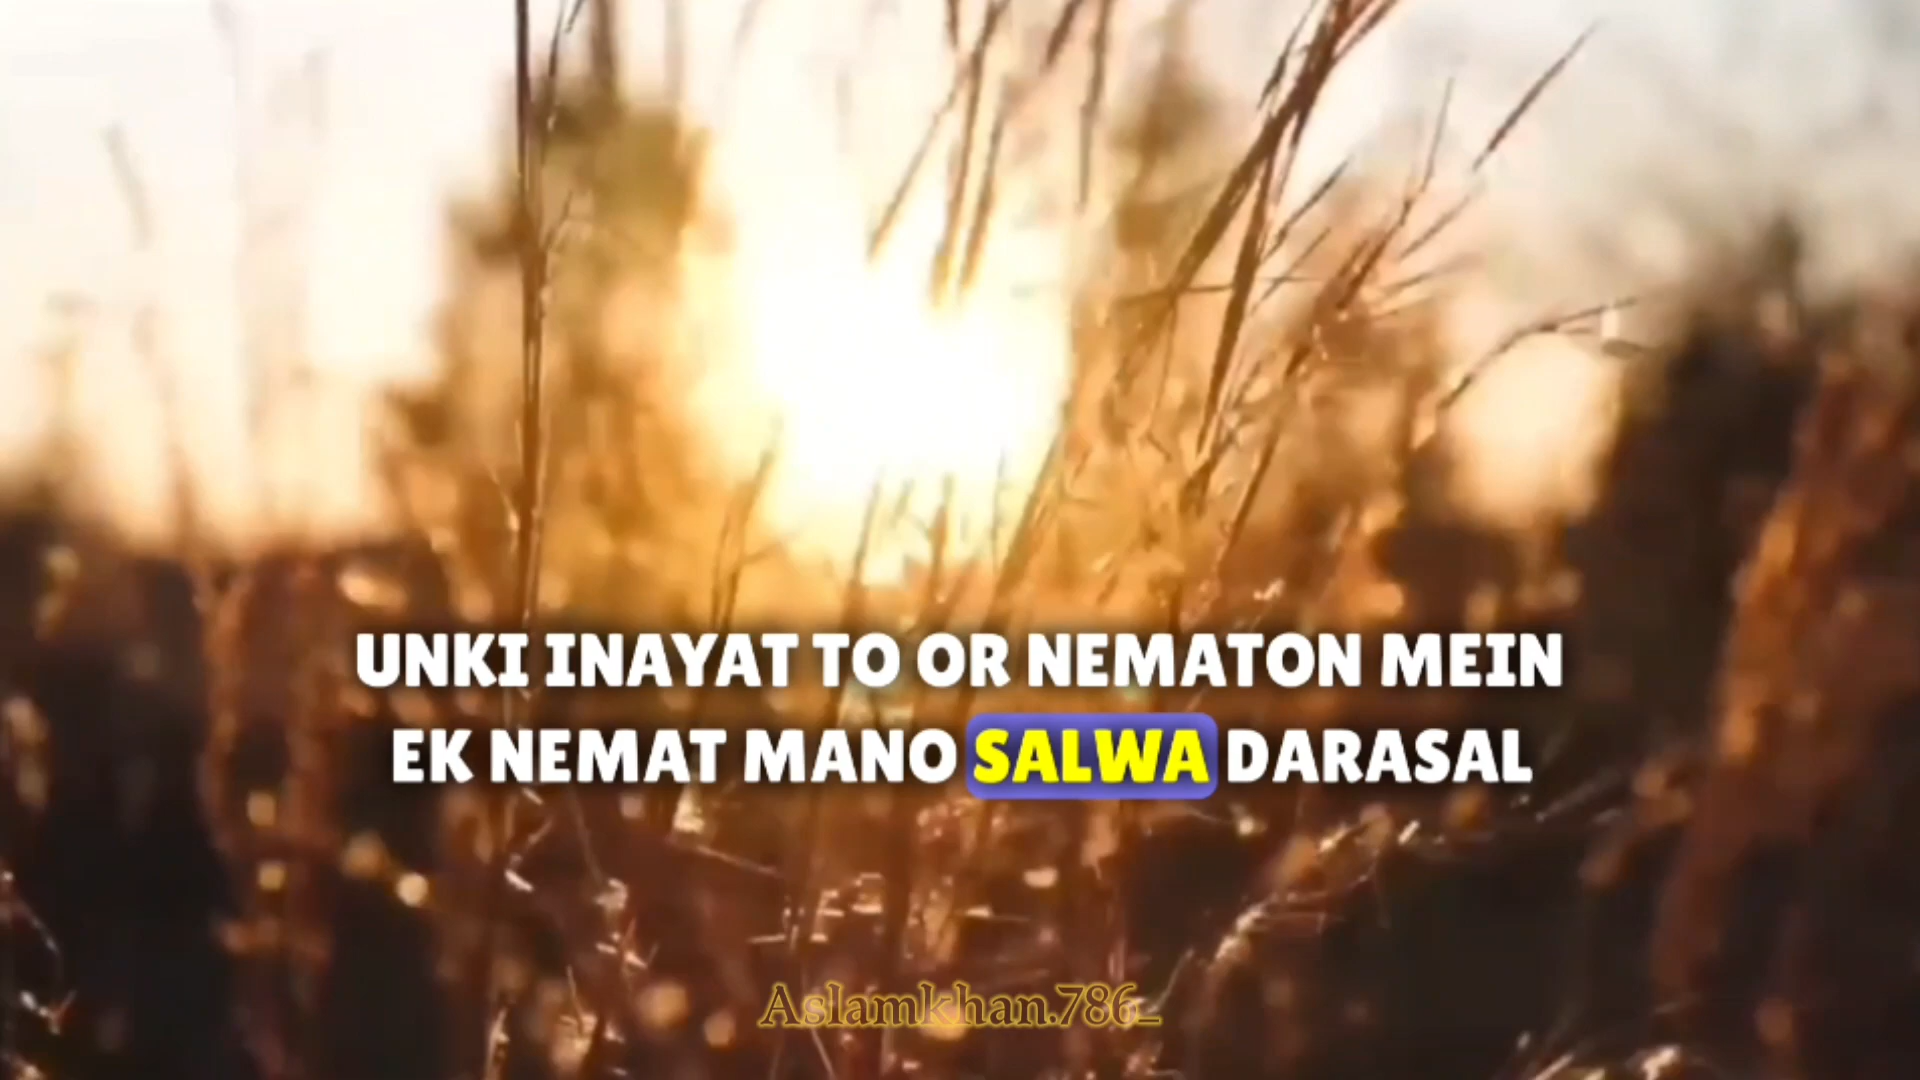 UNKI INAYAT TO OR NEMATON MEIN
EK NEMAT MANO SALWA DARASAL
Aslamkhan.786_